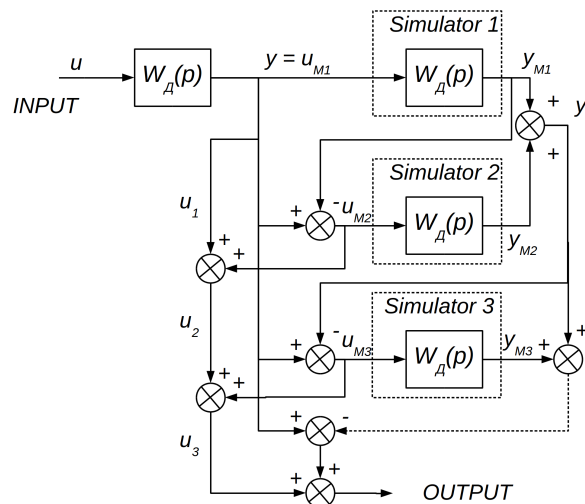 Simulator 1
u
W_Д(p)
y = u_M1
W_Д(p)
y_M1
INPUT
+
y
+
Simulator 2
u_1
+
-
u_M2
W_Д(p)
y_M2
+
+
u_2
Simulator 3
+
-
u_M3
W_Д(p)
y_M3
+
+
+
+
+
-
u_3
+
+
OUTPUT